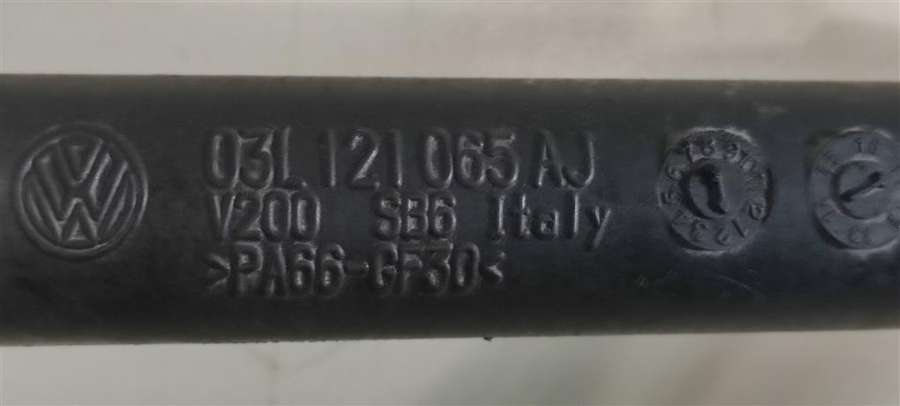 03L 121 065 AJ
V200 SB6 Italy
>PA66-GF30<